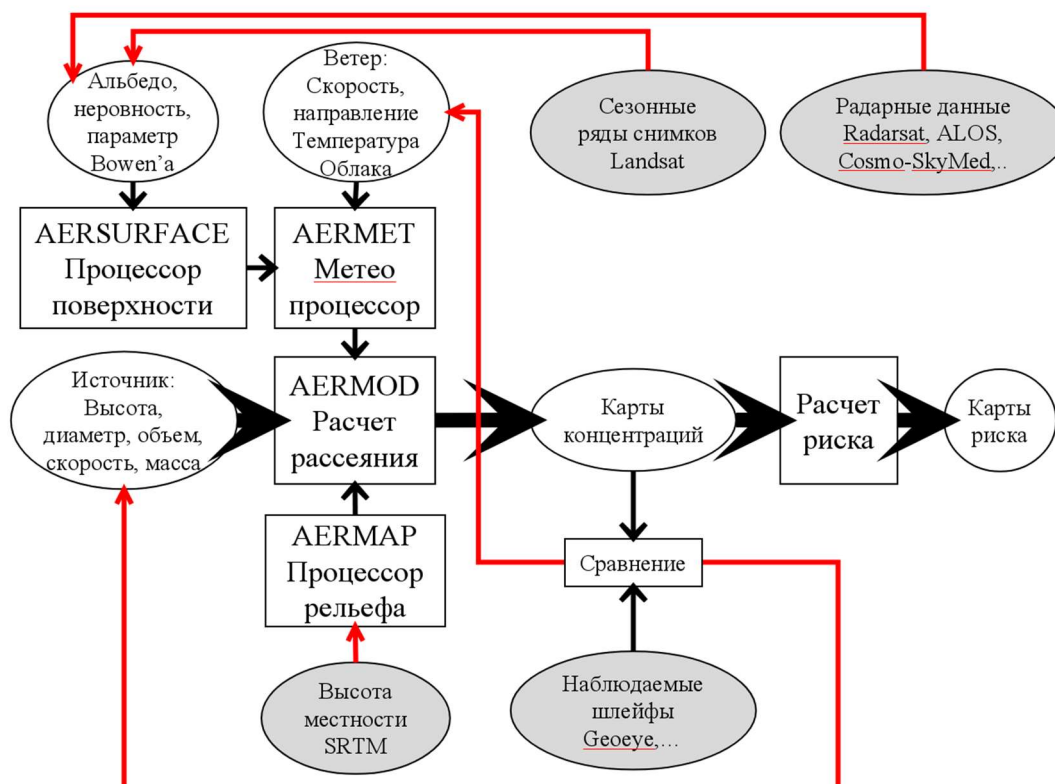 Альбедо,
неровность,
параметр
Bowen’а
Ветер:
Скорость,
направление
Температура
Облака
Сезонные
ряды снимков
Landsat
Радарные данные
Radarsat, ALOS,
Cosmo-SkyMed,..
AERSURFACE
Процессор
поверхности
AERMET
Метео
процессор
Источник:
Высота,
диаметр, объем,
скорость, масса
AERMOD
Расчет
рассеяния
Карты
концентраций
Расчет
риска
Карты
риска
AERMAP
Процессор
рельефа
Сравнение
Высота
местности
SRTM
Наблюдаемые
шлейфы
Geoeye,…